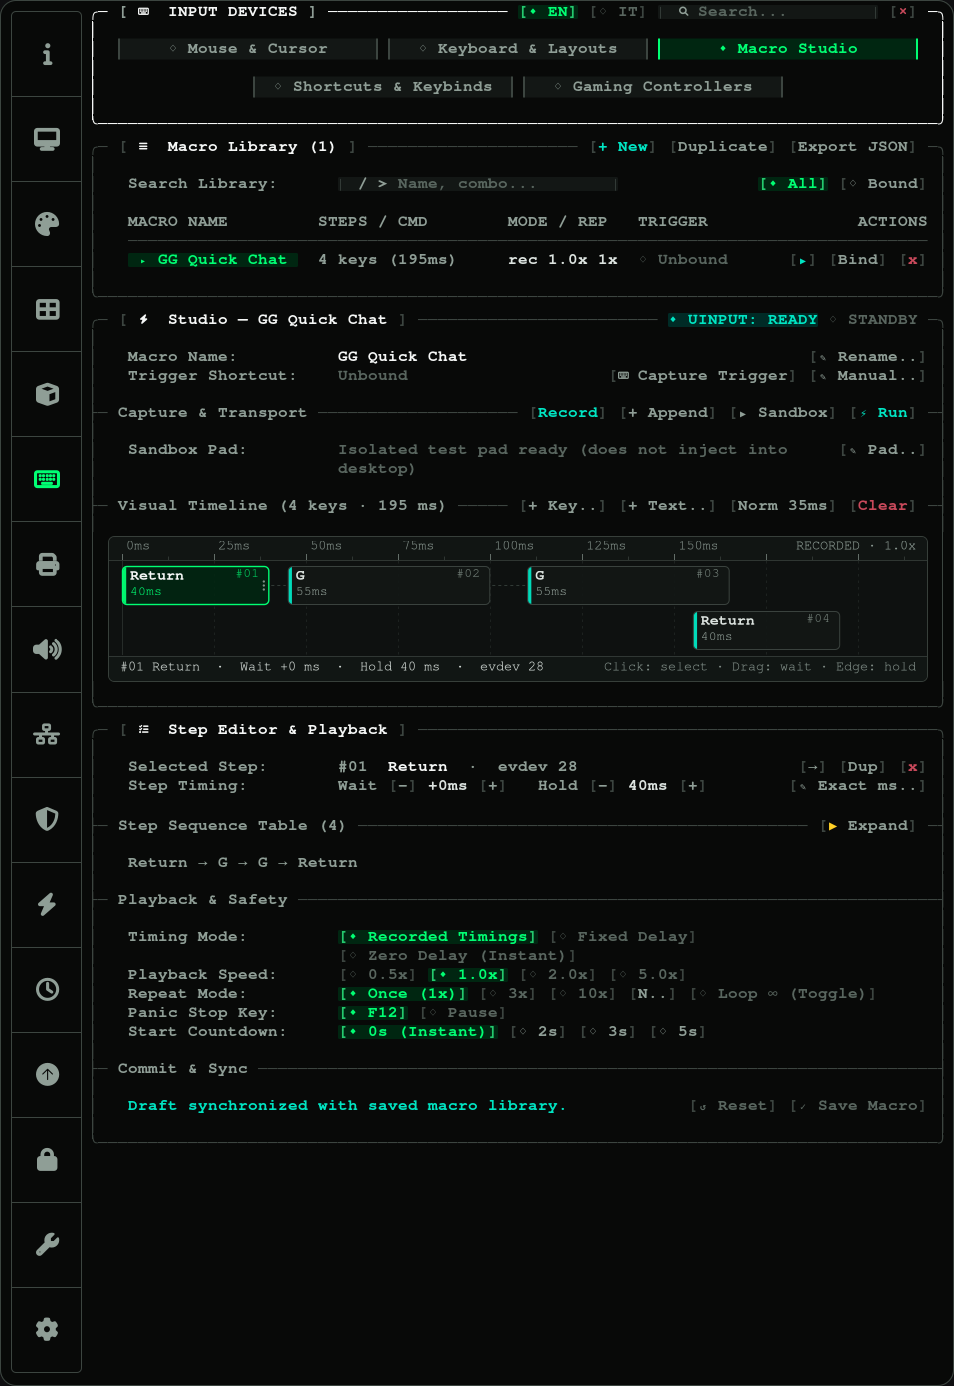 [ INPUT DEVICES ] [♦ EN] [♢ IT] Search... [×]
♢ Mouse & Cursor ♢ Keyboard & Layouts ♦ Macro Studio
♢ Shortcuts & Keybinds ♢ Gaming Controllers
[ ≡ Macro Library (1) ] [+ New] [Duplicate] [Export JSON]
Search Library: / > Name, combo... [♦ All] [♢ Bound]
MACRO NAME STEPS / CMD MODE / REP TRIGGER ACTIONS
▸ GG Quick Chat 4 keys (195ms) rec 1.0x 1x ♢ Unbound [▶] [Bind] [x]
[ ⚡ Studio — GG Quick Chat ] ♦ UINPUT: READY ♢ STANDBY
Macro Name: GG Quick Chat [✎ Rename..]
Trigger Shortcut: Unbound [⌨ Capture Trigger] [✎ Manual..]
Capture & Transport [Record] [+ Append] [▶ Sandbox] [⚡ Run]
Sandbox Pad: Isolated test pad ready (does not inject into [✎ Pad..]
desktop)
Visual Timeline (4 keys · 195 ms) [+ Key..] [+ Text..] [Norm 35ms] [Clear]
0ms 25ms 50ms 75ms 100ms 125ms 150ms RECORDED · 1.0x
Return #01 G #02 G #03
40ms 55ms 55ms
Return #04
40ms
#01 Return · Wait +0 ms · Hold 40 ms · evdev 28 Click: select · Drag: wait · Edge: hold
[ Step Editor & Playback ]
Selected Step: #01 Return · evdev 28 [→] [Dup] [x]
Step Timing: Wait [−] +0ms [+] Hold [−] 40ms [+] [✎ Exact ms..]
Step Sequence Table (4) [▶ Expand]
Return → G → G → Return
Playback & Safety
Timing Mode: [♦ Recorded Timings] [♢ Fixed Delay]
[♢ Zero Delay (Instant)]
Playback Speed: [♢ 0.5x] [♦ 1.0x] [♢ 2.0x] [♢ 5.0x]
Repeat Mode: [♦ Once (1x)] [♢ 3x] [♢ 10x] [N..] [♢ Loop ∞ (Toggle)]
Panic Stop Key: [♦ F12] [♢ Pause]
Start Countdown: [♦ 0s (Instant)] [♢ 2s] [♢ 3s] [♢ 5s]
Commit & Sync
Draft synchronized with saved macro library. [↺ Reset] [✓ Save Macro]